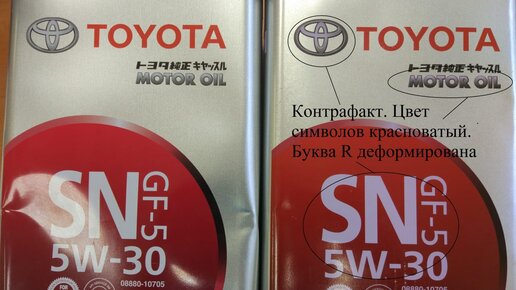 TOYOTA
トヨタ純正キヤッスル
MOTOR OIL
SN
GF-5
5W-30
08880-10705
TOYOTA
トヨタ純正キヤッスル
MOTOR OIL
Контрафакт. Цвет
символов красноватый.
Буква R деформирована
SN
GF-5
5W-30
08880-10705